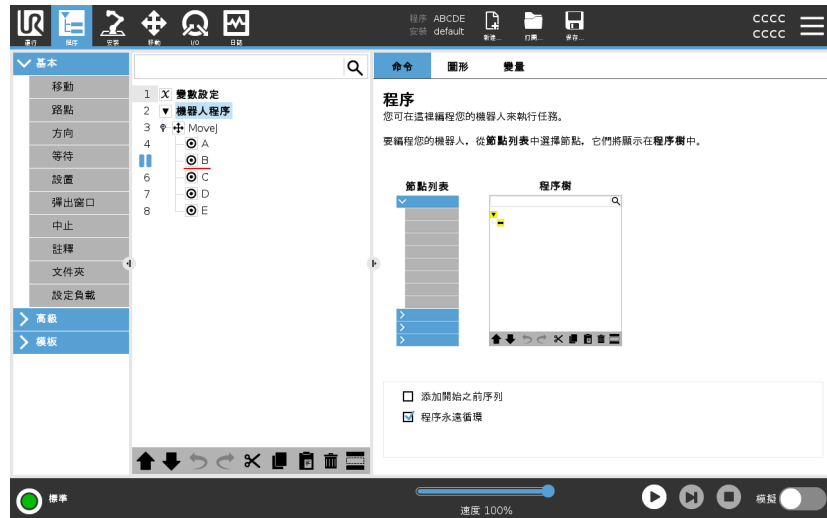 UR
運行
程序
安裝
移動
I/O
日誌
程序 ABCDE
安裝 default
新建...
打開...
保存...
CCCC
CCCC
基本
移動
路點
方向
等待
設置
彈出窗口
中止
註釋
文件夾
設定負載
高級
模板
1 X 變數設定
2 機器人程序
3 MoveJ
4 A
B
6 C
7 D
8 E
命令 圖形 變量
程序
您可在這裡編程您的機器人來執行任務。
要編程您的機器人，從節點列表中選擇節點，它們將顯示在程序樹中。
節點列表
程序樹
添加開始之前序列
程序永遠循環
標準
速度 100%
模擬